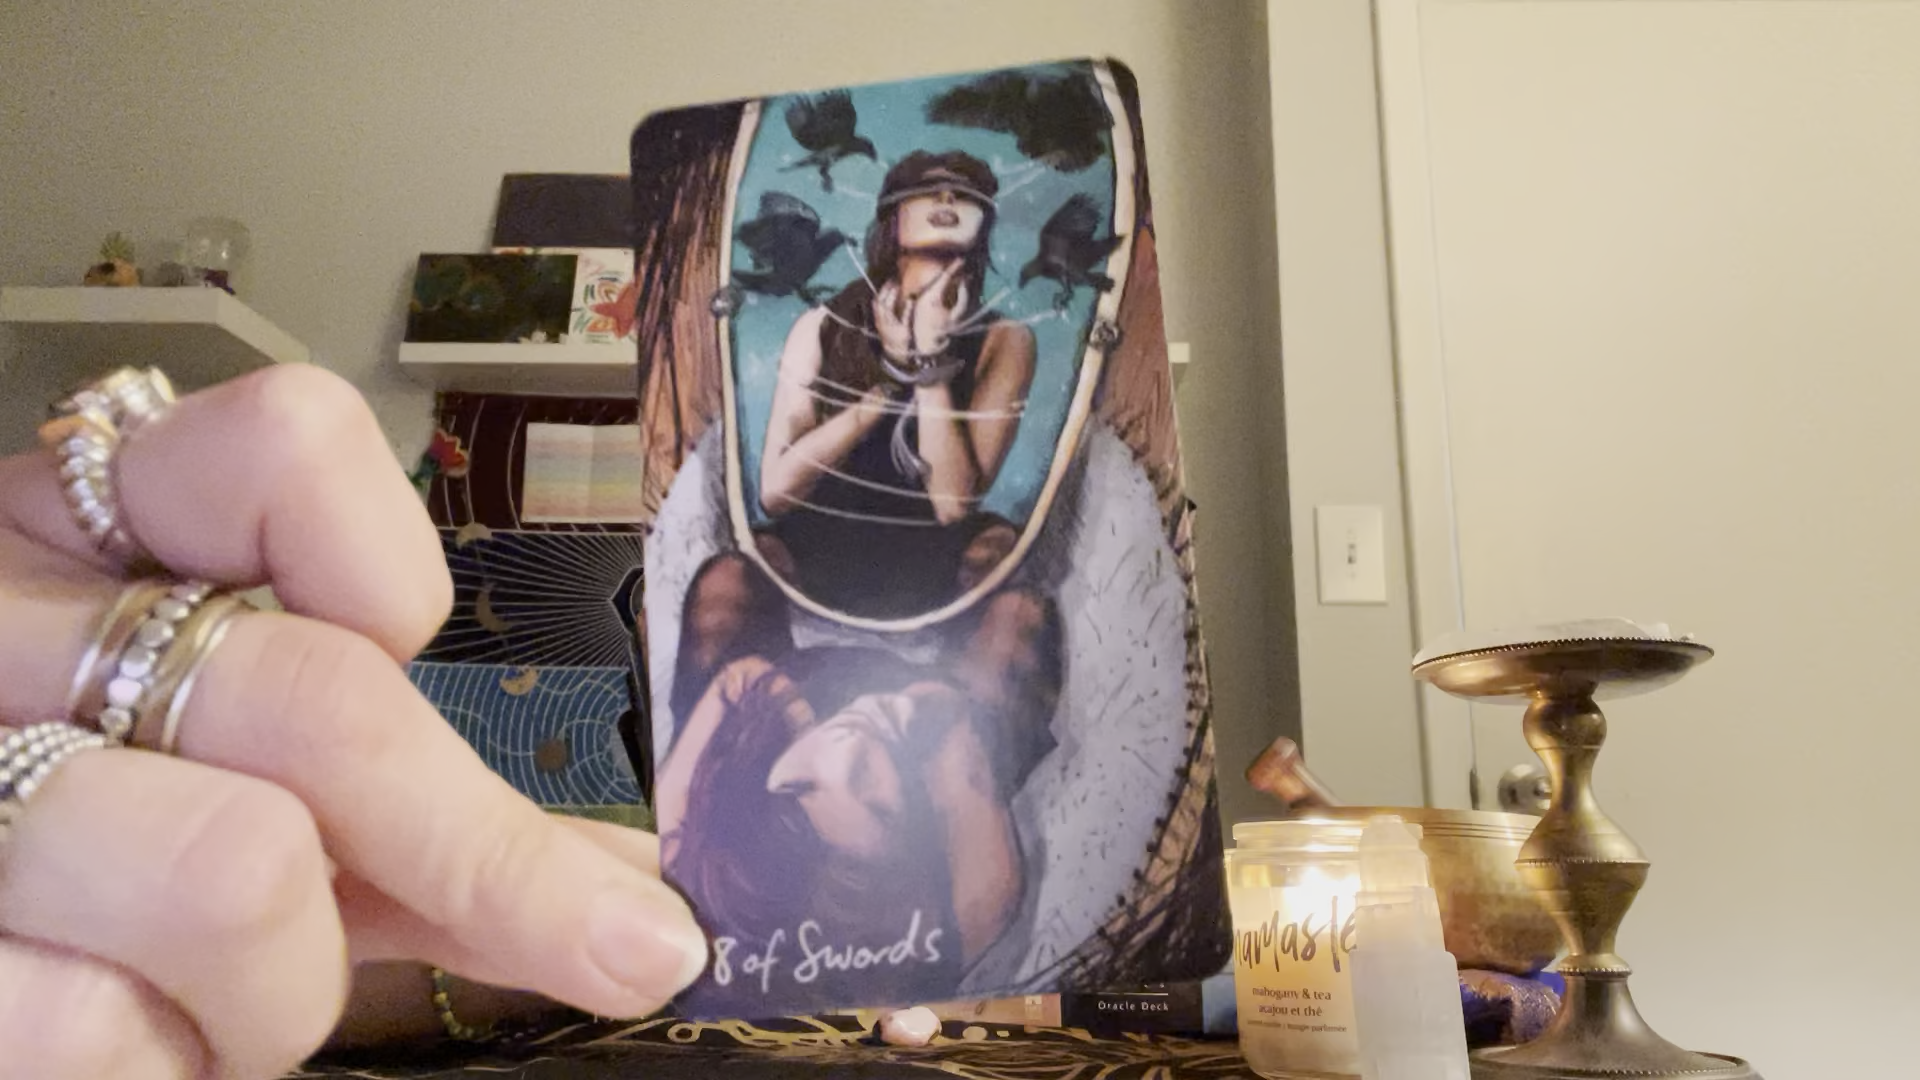 8 of Swords
Oracle Deck
namaste
mahogany & tea
acajou et thé